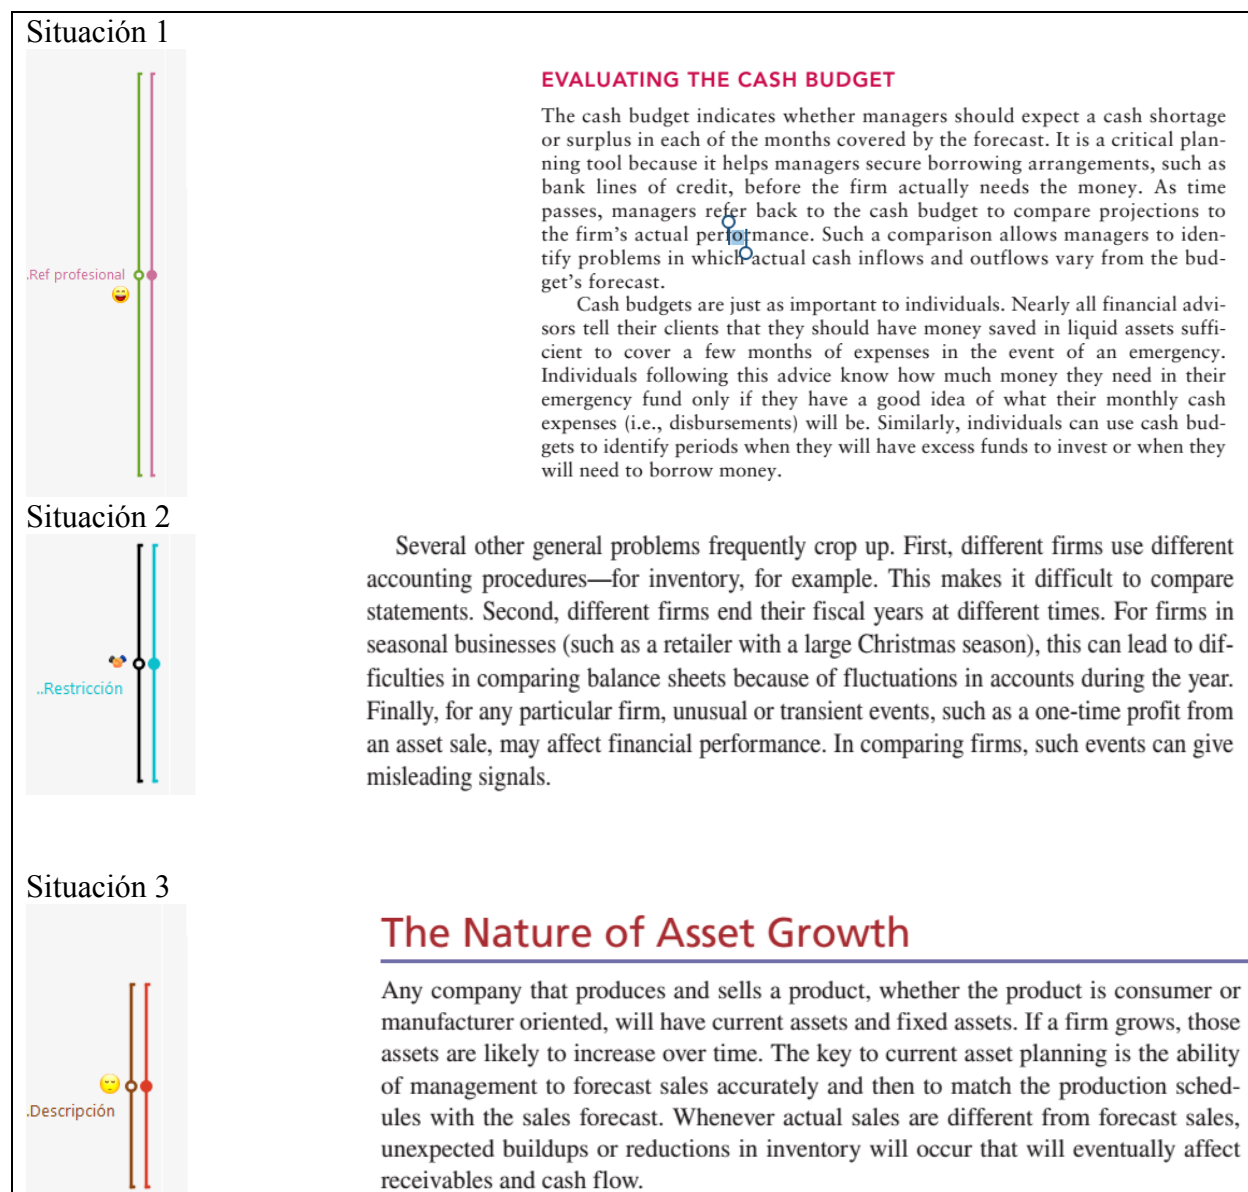 Situación 1
EVALUATING THE CASH BUDGET
The cash budget indicates whether managers should expect a cash shortage
or surplus in each of the months covered by the forecast. It is a critical plan-
ning tool because it helps managers secure borrowing arrangements, such as
bank lines of credit, before the firm actually needs the money. As time
passes, managers refer back to the cash budget to compare projections to
the firm's actual performance. Such a comparison allows managers to iden-
tify problems in which actual cash inflows and outflows vary from the bud-
get's forecast.
Cash budgets are just as important to individuals. Nearly all financial advi-
sors tell their clients that they should have money saved in liquid assets suffi-
cient to cover a few months of expenses in the event of an emergency.
Individuals following this advice know how much money they need in their
emergency fund only if they have a good idea of what their monthly cash
expenses (i.e., disbursements) will be. Similarly, individuals can use cash bud-
gets to identify periods when they will have excess funds to invest or when they
will need to borrow money.
.Ref profesional
Situación 2
Several other general problems frequently crop up. First, different firms use different
accounting procedures—for inventory, for example. This makes it difficult to compare
statements. Second, different firms end their fiscal years at different times. For firms in
seasonal businesses (such as a retailer with a large Christmas season), this can lead to dif-
ficulties in comparing balance sheets because of fluctuations in accounts during the year.
Finally, for any particular firm, unusual or transient events, such as a one-time profit from
an asset sale, may affect financial performance. In comparing firms, such events can give
misleading signals.
..Restricción
Situación 3
The Nature of Asset Growth
Any company that produces and sells a product, whether the product is consumer or
manufacturer oriented, will have current assets and fixed assets. If a firm grows, those
assets are likely to increase over time. The key to current asset planning is the ability
of management to forecast sales accurately and then to match the production sched-
ules with the sales forecast. Whenever actual sales are different from forecast sales,
unexpected buildups or reductions in inventory will occur that will eventually affect
receivables and cash flow.
.Descripción